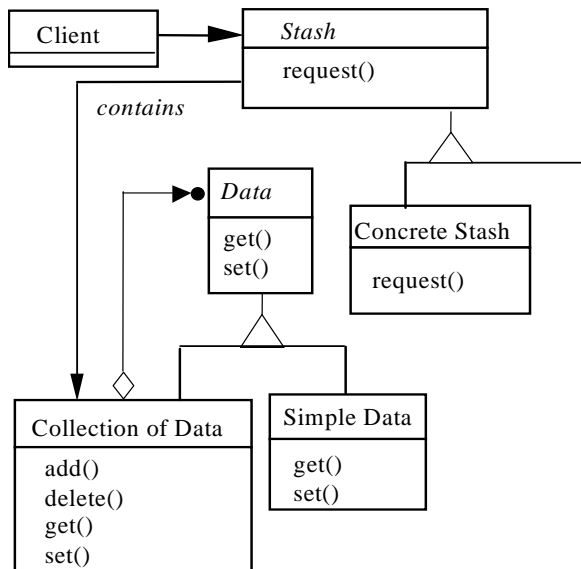 Client
Stash
request()
contains
Data
get()
set()
Concrete Stash
request()
Collection of Data
add()
delete()
get()
set()
Simple Data
get()
set()